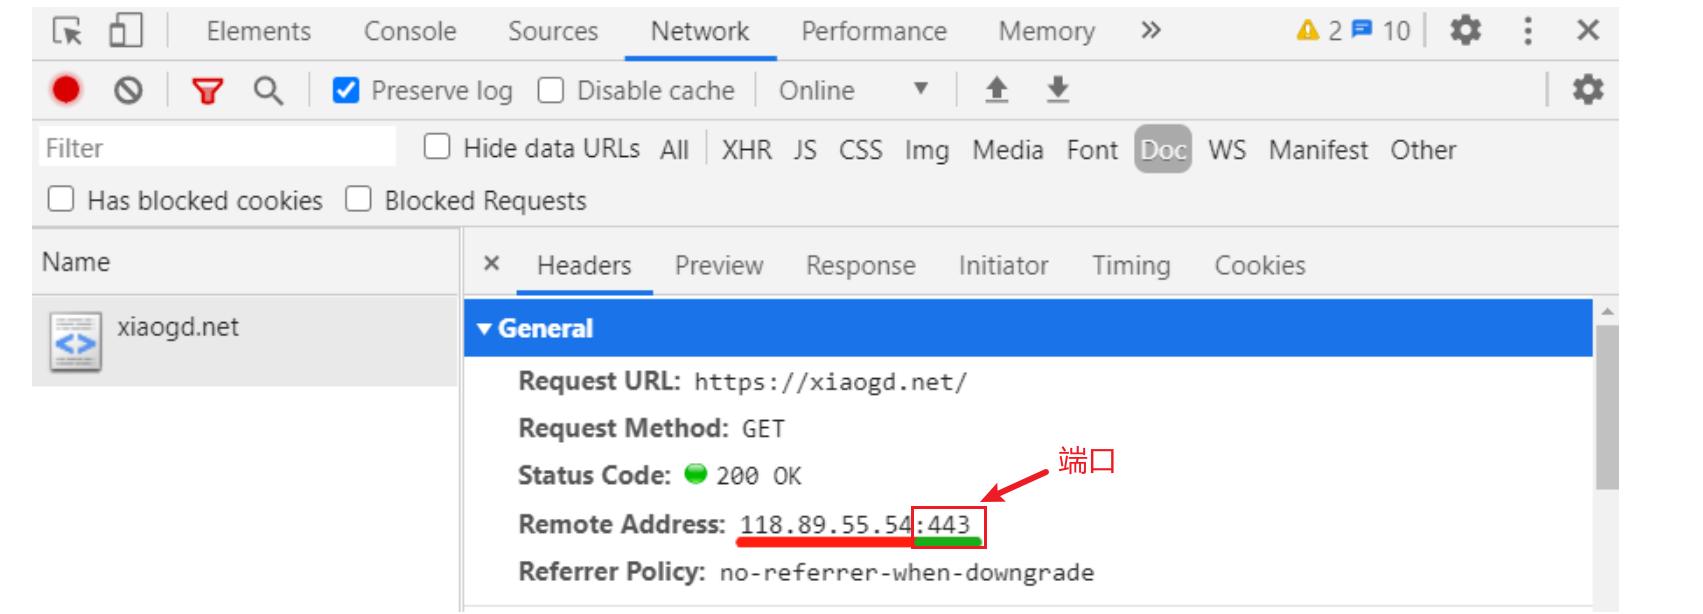 Elements Console Sources Network Performance Memory » 2 10
Preserve log Disable cache Online
Filter Hide data URLs All XHR JS CSS Img Media Font Doc WS Manifest Other
Has blocked cookies Blocked Requests
Name
× Headers Preview Response Initiator Timing Cookies
xiaogd.net
General
Request URL: https://xiaogd.net/
Request Method: GET
端口
Status Code: 200 OK
Remote Address: 118.89.55.54:443
Referrer Policy: no-referrer-when-downgrade